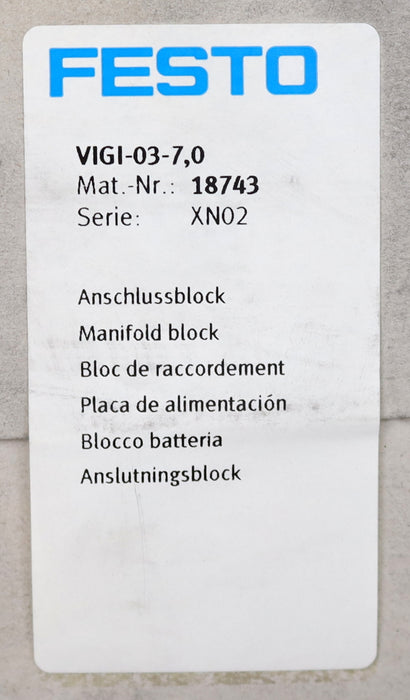 FESTO
VIGI-03-7,0
Mat.-Nr.: 18743
Serie: XN02
Anschlussblock
Manifold block
Bloc de raccordement
Placa de alimentación
Blocco batteria
Anslutningsblock